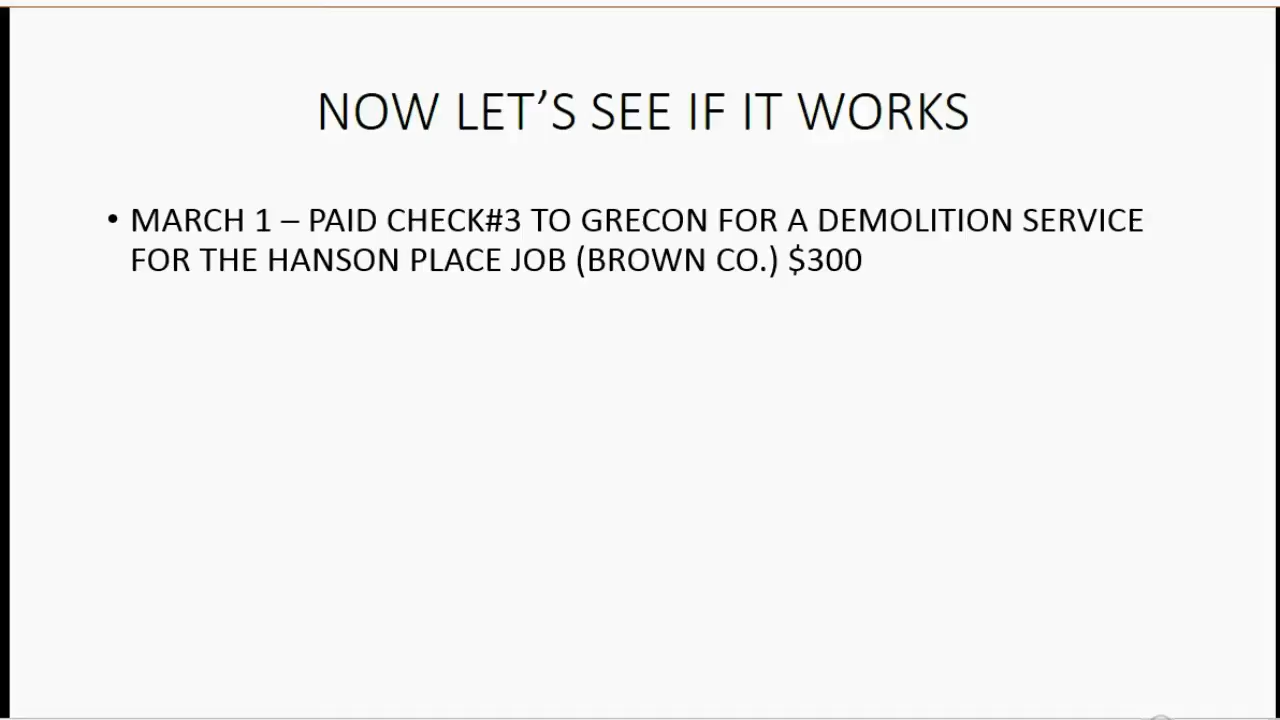 NOW LET’S SEE IF IT WORKS
• MARCH 1 – PAID CHECK#3 TO GRECON FOR A DEMOLITION SERVICE
FOR THE HANSON PLACE JOB (BROWN CO.) $300